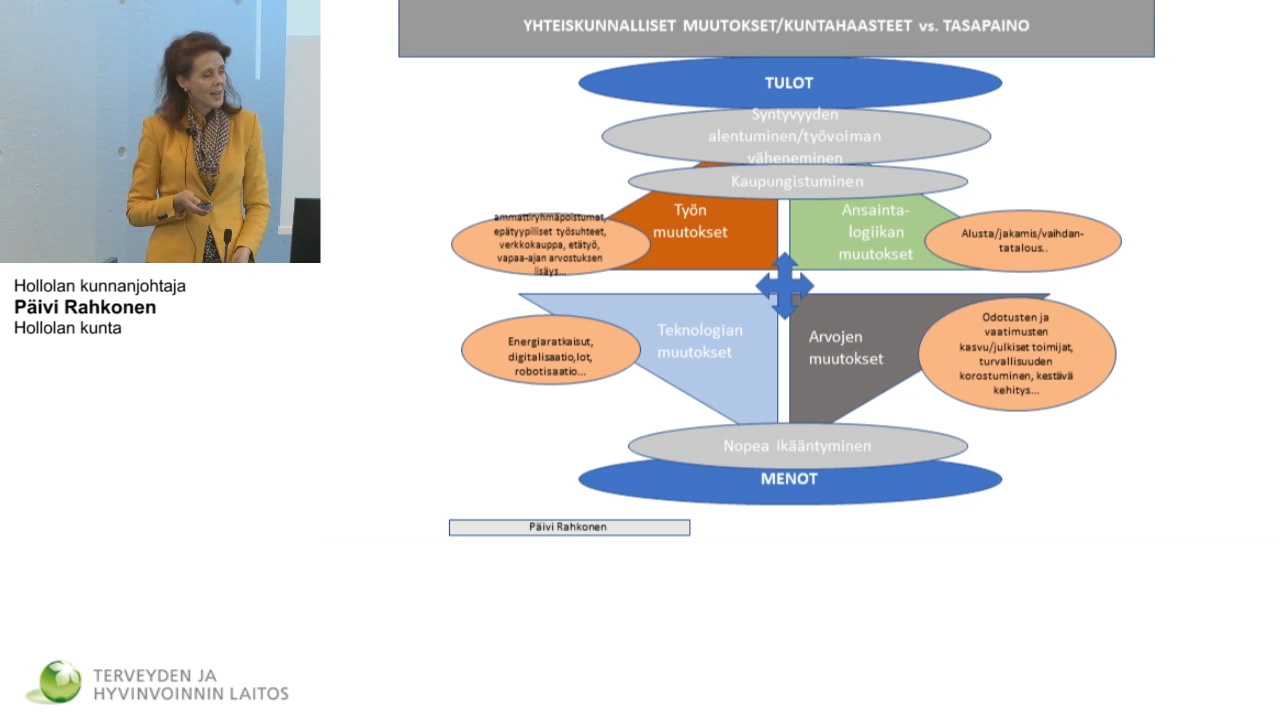 YHTEISKUNNALLISET MUUTOKSET/KUNTAHAASTEET vs. TASAPAINO
TULOT
Syntyvyyden
alentuminen/työvoiman
väheneminen
Kaupungistuminen
Työn
muutokset
Ansainta-
logiikan
muutokset
ammattiryhmäpoistumat,
epätyypiliset työsuhteet,
verkkokauppa, etätyö,
vapaa-ajan arvostuksen
lisäys...
Alusta/jakamis/vaihdan-
tatalous..
Teknologian
muutokset
Arvojen
muutokset
Energiaratkaisut,
digitalisaatio,Iot,
robotisaatio...
Odotusten ja
vaatimusten
kasvu/julkiset toimijat,
turvallisuuden
korostuminen, kestävä
kehitys...
Nopea ikääntyminen
MENOT
Päivi Rahkonen
Hollolan kunnanjohtaja
Päivi Rahkonen
Hollolan kunta
TERVEYDEN JA
HYVINVOINNIN LAITOS